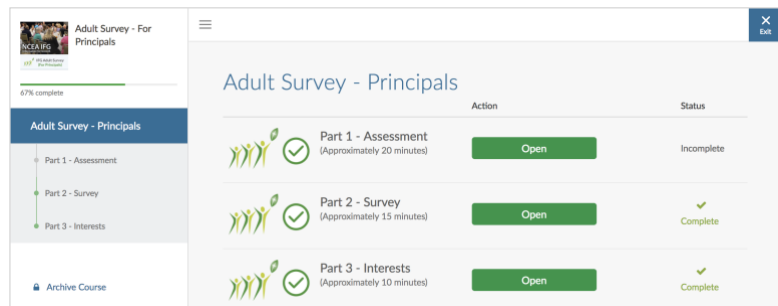 Adult Survey - For
Principals
NCEA IFG
IFG Adult Survey
(For Principals)
67% complete
Exit
Adult Survey - Principals
Part 1 - Assessment
Part 2 - Survey
Part 3 - Interests
Archive Course
Adult Survey - Principals
Action
Status
Part 1 - Assessment
(Approximately 20 minutes)
Open
Incomplete
Part 2 - Survey
(Approximately 15 minutes)
Open
Complete
Part 3 - Interests
(Approximately 10 minutes)
Open
Complete